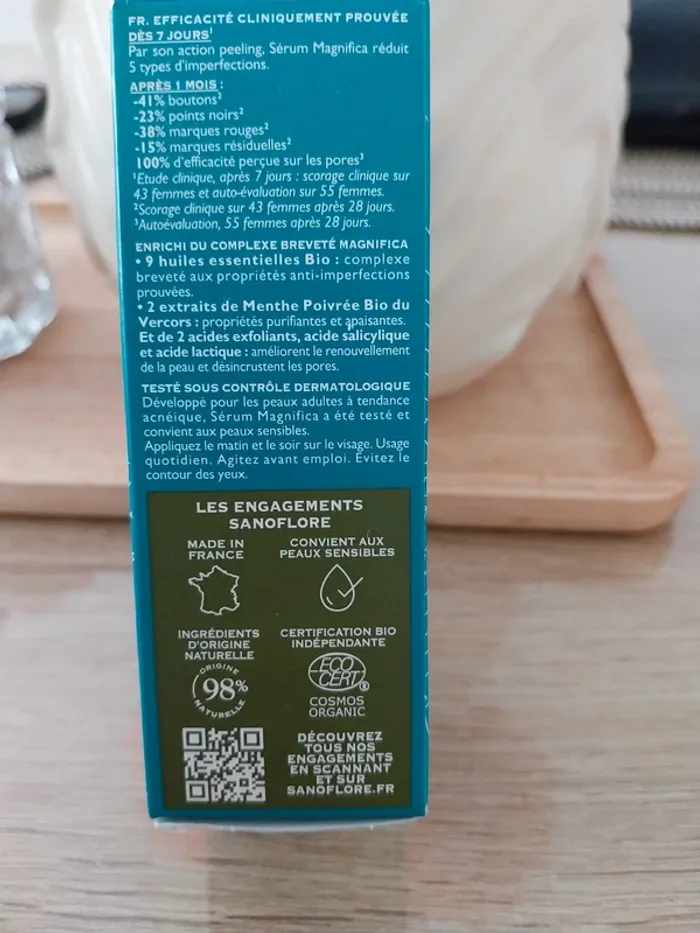 FR. EFFICACITÉ CLINIQUEMENT PROUVÉE
DÈS 7 JOURS¹
Par son action peeling, Sérum Magnifica réduit
5 types d'imperfections.
APRÈS 1 MOIS :
-41% boutons²
-23% points noirs²
-38% marques rouges²
-15% marques résiduelles²
100% d'efficacité perçue sur les pores³
¹Etude clinique, après 7 jours : scorage clinique sur
43 femmes et auto-évaluation sur 55 femmes.
²Scorage clinique sur 43 femmes après 28 jours.
³Autoévaluation, 55 femmes après 28 jours.
ENRICHI DU COMPLEXE BREVETÉ MAGNIFICA
• 9 huiles essentielles Bio : complexe
breveté aux propriétés anti-imperfections
prouvées.
• 2 extraits de Menthe Poivrée Bio du
Vercors : propriétés purifiantes et apaisantes.
Et de 2 acides exfoliants, acide salicylique
et acide lactique : améliorent le renouvellement
de la peau et désincrustent les pores.
TESTÉ SOUS CONTRÔLE DERMATOLOGIQUE
Développé pour les peaux adultes à tendance
acnéique, Sérum Magnifica a été testé et
convient aux peaux sensibles.
Appliquez le matin et le soir sur le visage. Usage
quotidien. Agitez avant emploi. Evitez le
contour des yeux.
LES ENGAGEMENTS
SANOFLORE
MADE IN
FRANCE
CONVIENT AUX
PEAUX SENSIBLES
INGRÉDIENTS
D'ORIGINE
NATURELLE
ORIGINE
98%
NATURELLE
CERTIFICATION BIO
INDÉPENDANTE
ECO
CERT®
COSMOS
ORGANIC
DÉCOUVREZ
TOUS NOS
ENGAGEMENTS
EN SCANNANT
ET SUR
SANOFLORE.FR